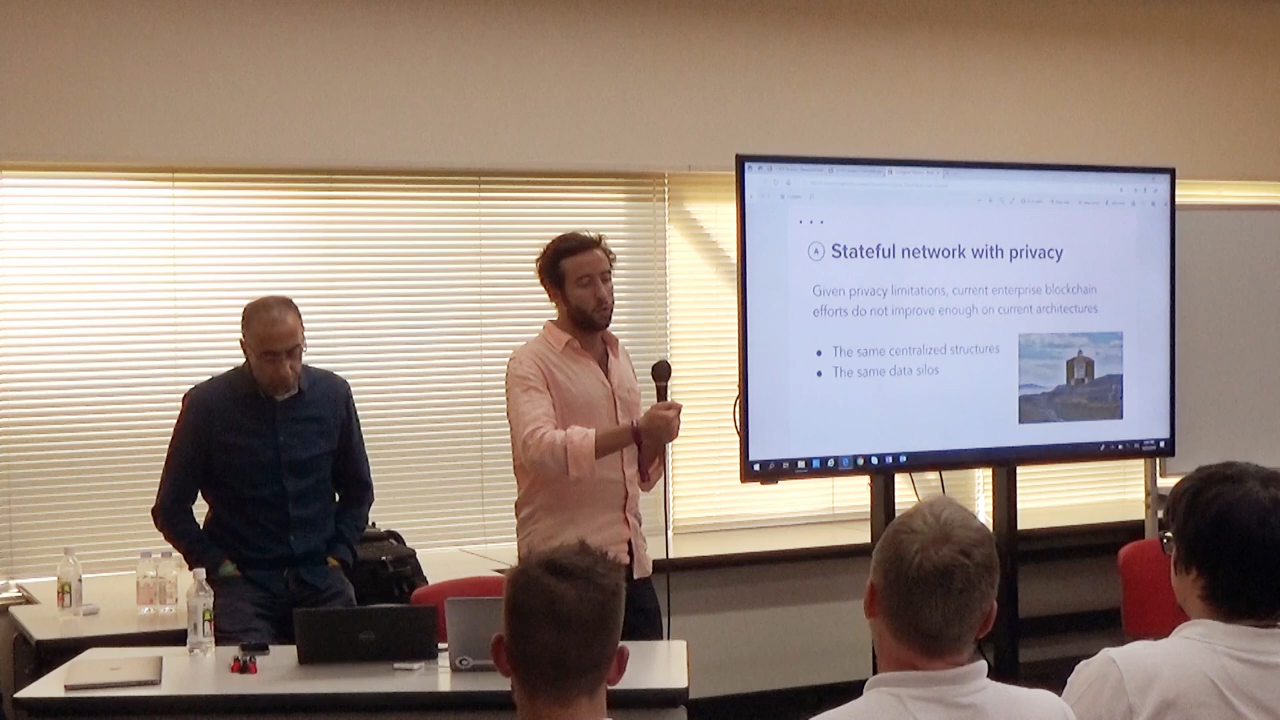 A Stateful network with privacy
Given privacy limitations, current enterprise blockchain
efforts do not improve enough on current architectures.
• The same centralized structures
• The same data silos